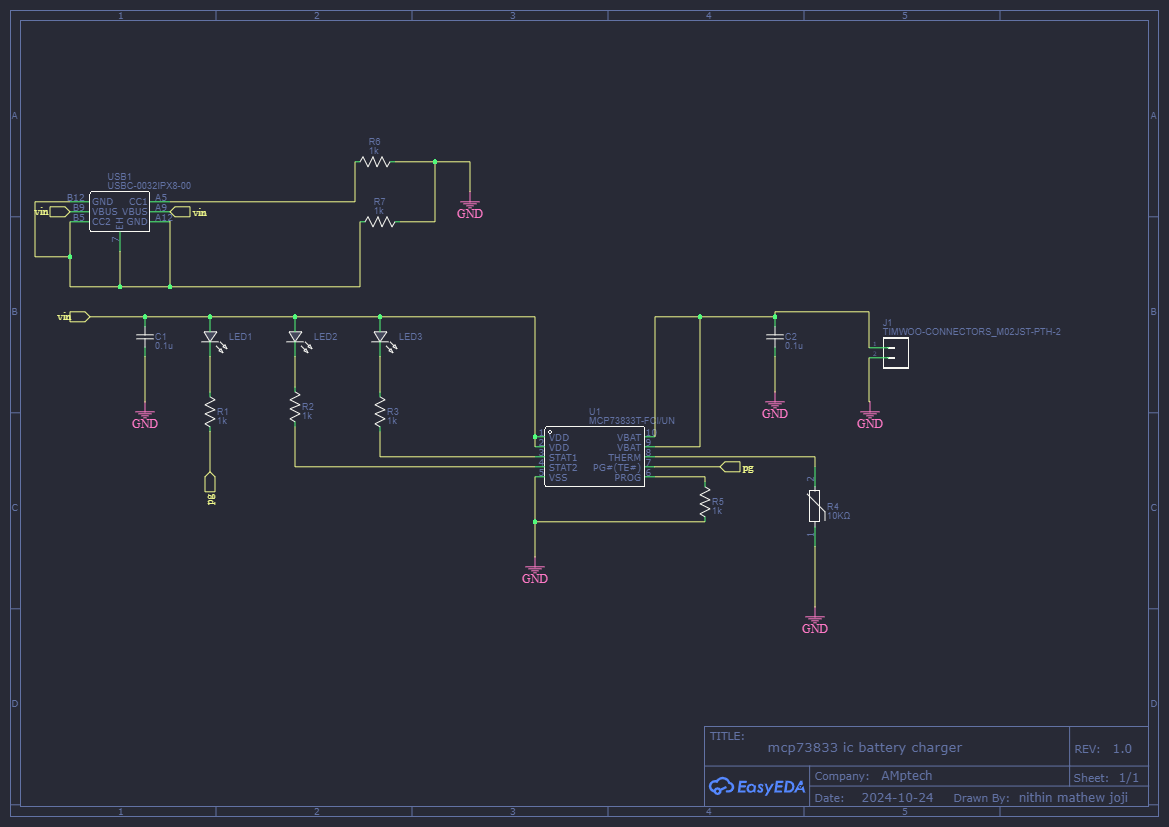 1 2 3 4 5
A A
R6
1k
USB1
USBC-0032IPX8-00
R7
1k
B12 GND CC1 A5
vin B9 VBUS VBUS A9 vin
B5 CC2 GND A12
EH
7
GND
B B
vin
C1
0.1u
LED1
LED2
LED3
C2
0.1u
J1
TIMWOO-CONNECTORS_M02JST-PTH-2
1
2
R1
1k
R2
1k
R3
1k
GND
GND
GND
U1
MCP73833T-FCI/UN
1 VDD VBAT 10
2 VDD VBAT 9
3 STAT1 THERM 8
4 STAT2 PG#(TE#) 7 pg
5 VSS PROG 6
pg
R5
1k
2
R4
10KΩ
1
C C
GND
GND
D D
TITLE:
mcp73833 ic battery charger
REV: 1.0
EasyEDA
Company: AMptech
Sheet: 1/1
Date: 2024-10-24 Drawn By: nithin mathew joji
1 2 3 4 5